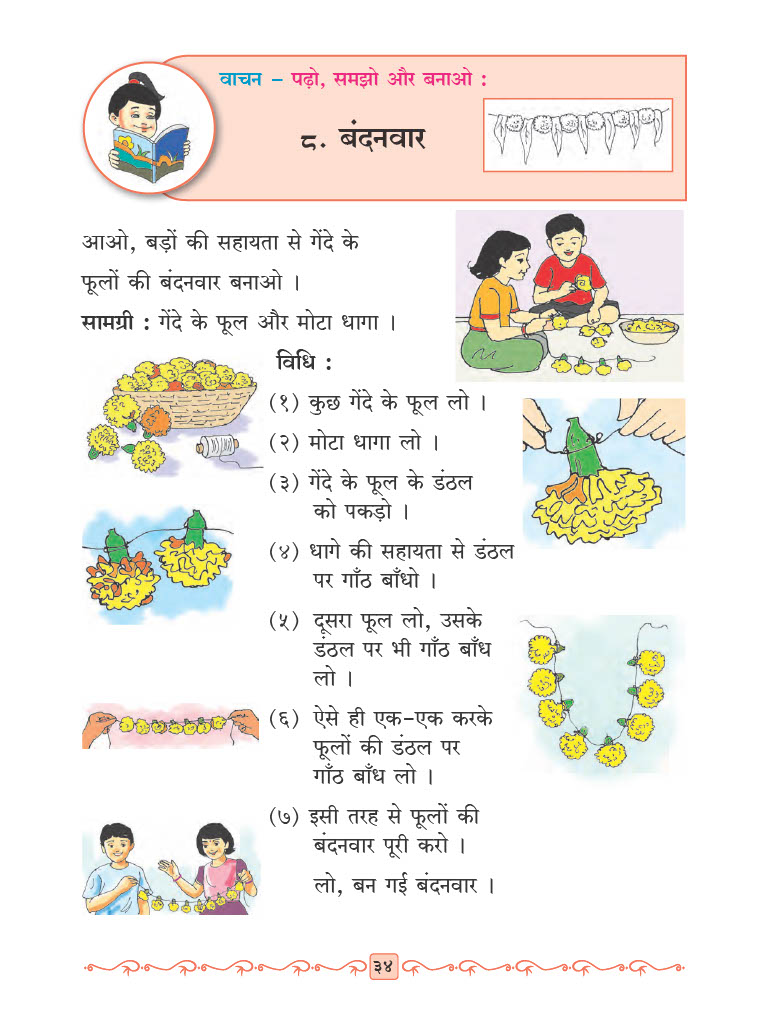 वाचन – पढ़ो, समझो और बनाओ :
८. बंदनवार
आओ, बड़ों की सहायता से गेंदे के
फूलों की बंदनवार बनाओ ।
सामग्री : गेंदे के फूल और मोटा धागा ।
विधि :
(१) कुछ गेंदे के फूल लो ।
(२) मोटा धागा लो ।
(३) गेंदे के फूल के डंठल
को पकड़ो ।
(४) धागे की सहायता से डंठल
पर गाँठ बाँधो ।
(५) दूसरा फूल लो, उसके
डंठल पर भी गाँठ बाँध
लो ।
(६) ऐसे ही एक-एक करके
फूलों की डंठल पर
गाँठ बाँध लो ।
(७) इसी तरह से फूलों की
बंदनवार पूरी करो ।
लो, बन गई बंदनवार ।
३४